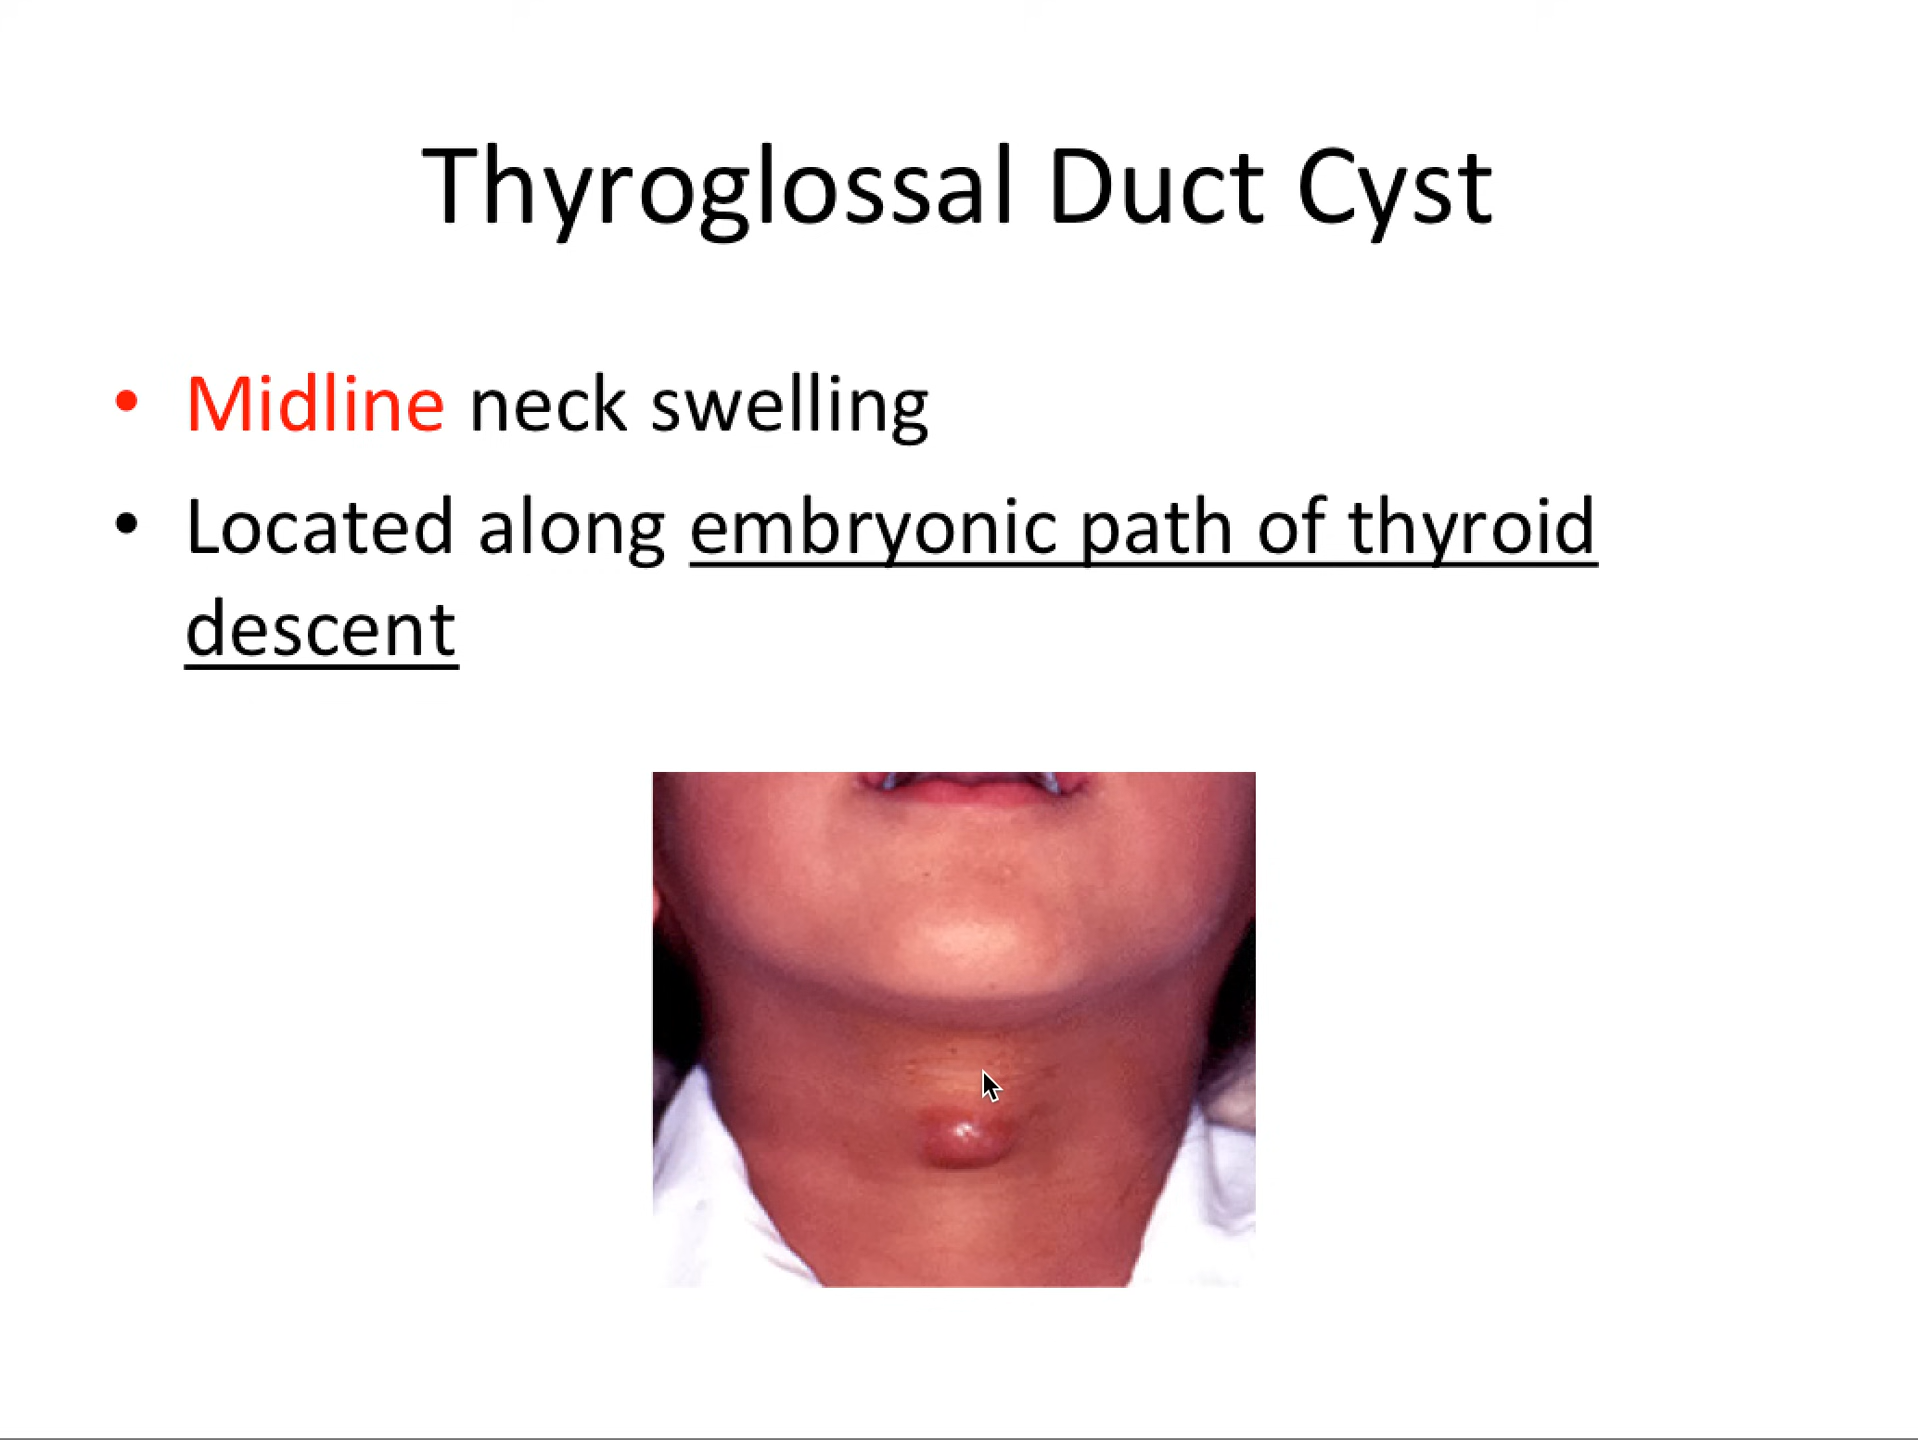 Thyroglossal Duct Cyst
• Midline neck swelling
• Located along embryonic path of thyroid
descent